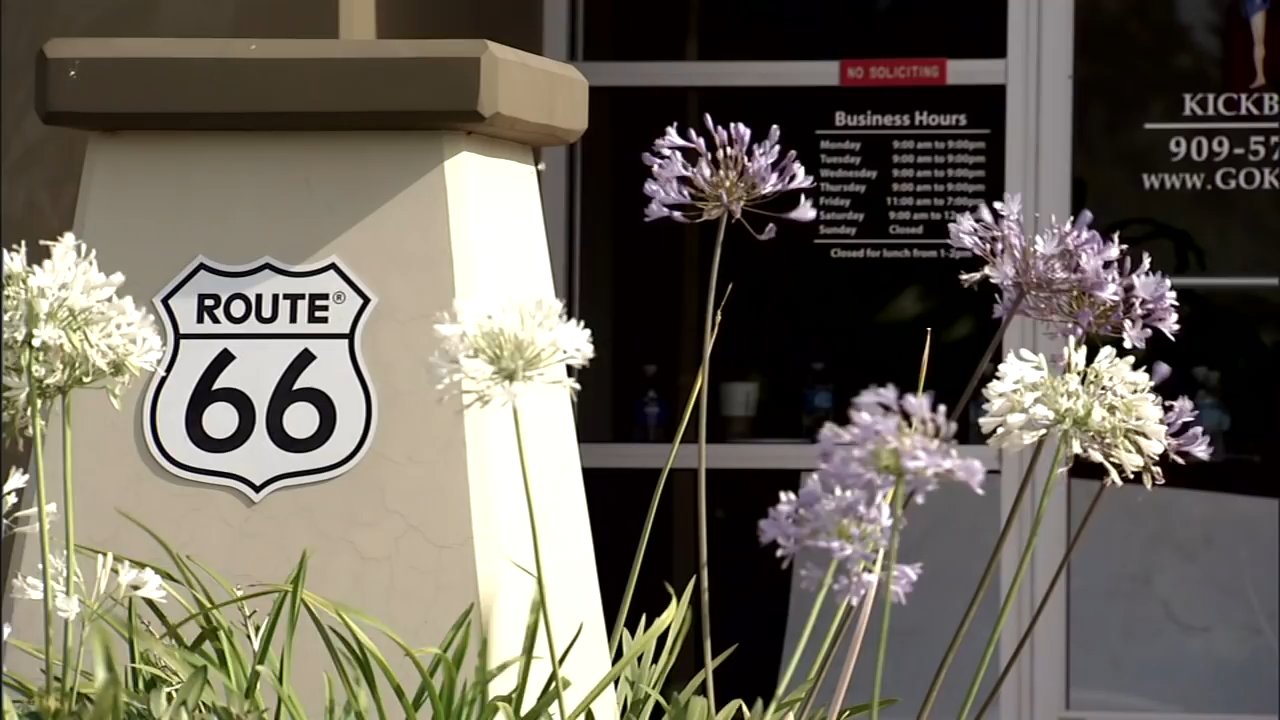 ROUTE®
66
NO SOLICITING
Business Hours
Monday 9:00 am to 9:00pm
Tuesday 9:00 am to 9:00pm
Wednesday 9:00 am to 9:00pm
Thursday 9:00 am to 9:00pm
Friday 11:00 am to 7:00pm
Saturday 9:00 am to 12
Sunday Closed
Closed for lunch from 1-2pm
KICKB
909-57
www.GOK